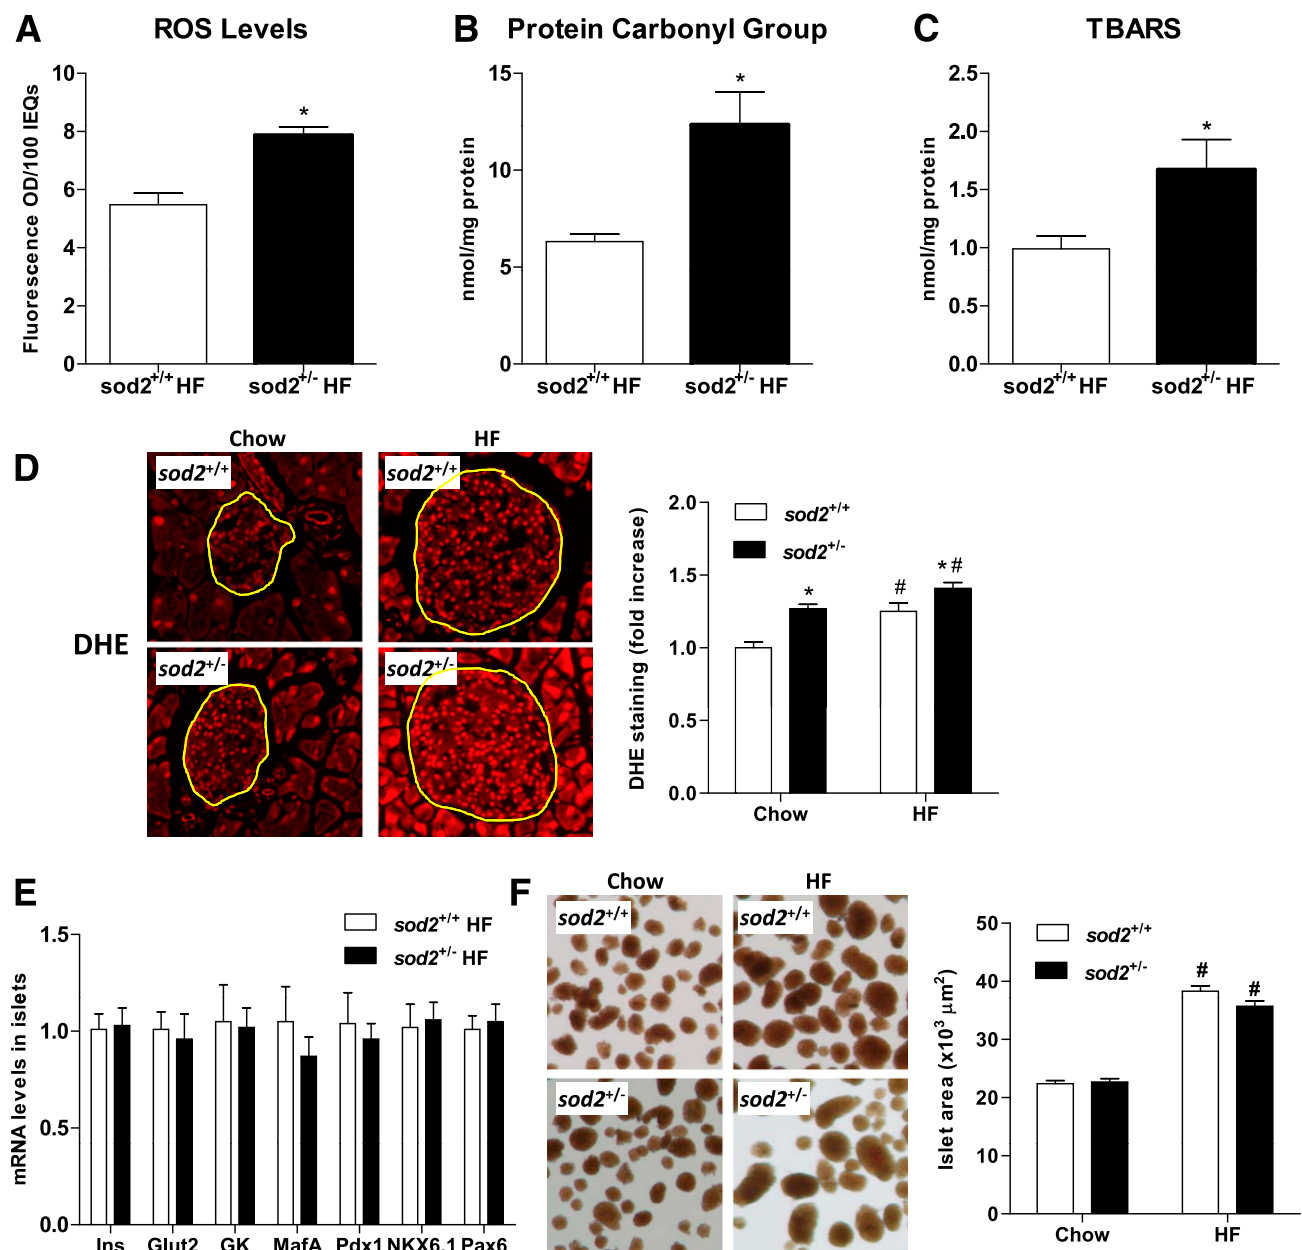 A ROS Levels
Fluorescence OD/100 IEQs
10
8
6
4
2
0
sod2+/+ HF sod2+/- HF
*
B Protein Carbonyl Group
nmol/mg protein
15
10
5
0
sod2+/+ HF sod2+/- HF
*
C TBARS
nmol/mg protein
2.5
2.0
1.5
1.0
0.5
0.0
sod2+/+ HF sod2+/- HF
*
D
Chow HF
DHE
sod2+/+ sod2+/+
sod2+/- sod2+/-
DHE staining (fold increase)
2.0
1.5
1.0
0.5
0.0
sod2+/+
sod2+/-
* # *#
Chow HF
E
mRNA levels in islets
1.5
1.0
0.5
0.0
sod2+/+ HF
sod2+/- HF
Ins Glut2 GK MafA Pdx1 NKX6.1 Pax6
F
Chow HF
sod2+/+ sod2+/+
sod2+/- sod2+/-
Islet area (x10³ μm²)
50
40
30
20
10
0
sod2+/+
sod2+/-
# #
Chow HF